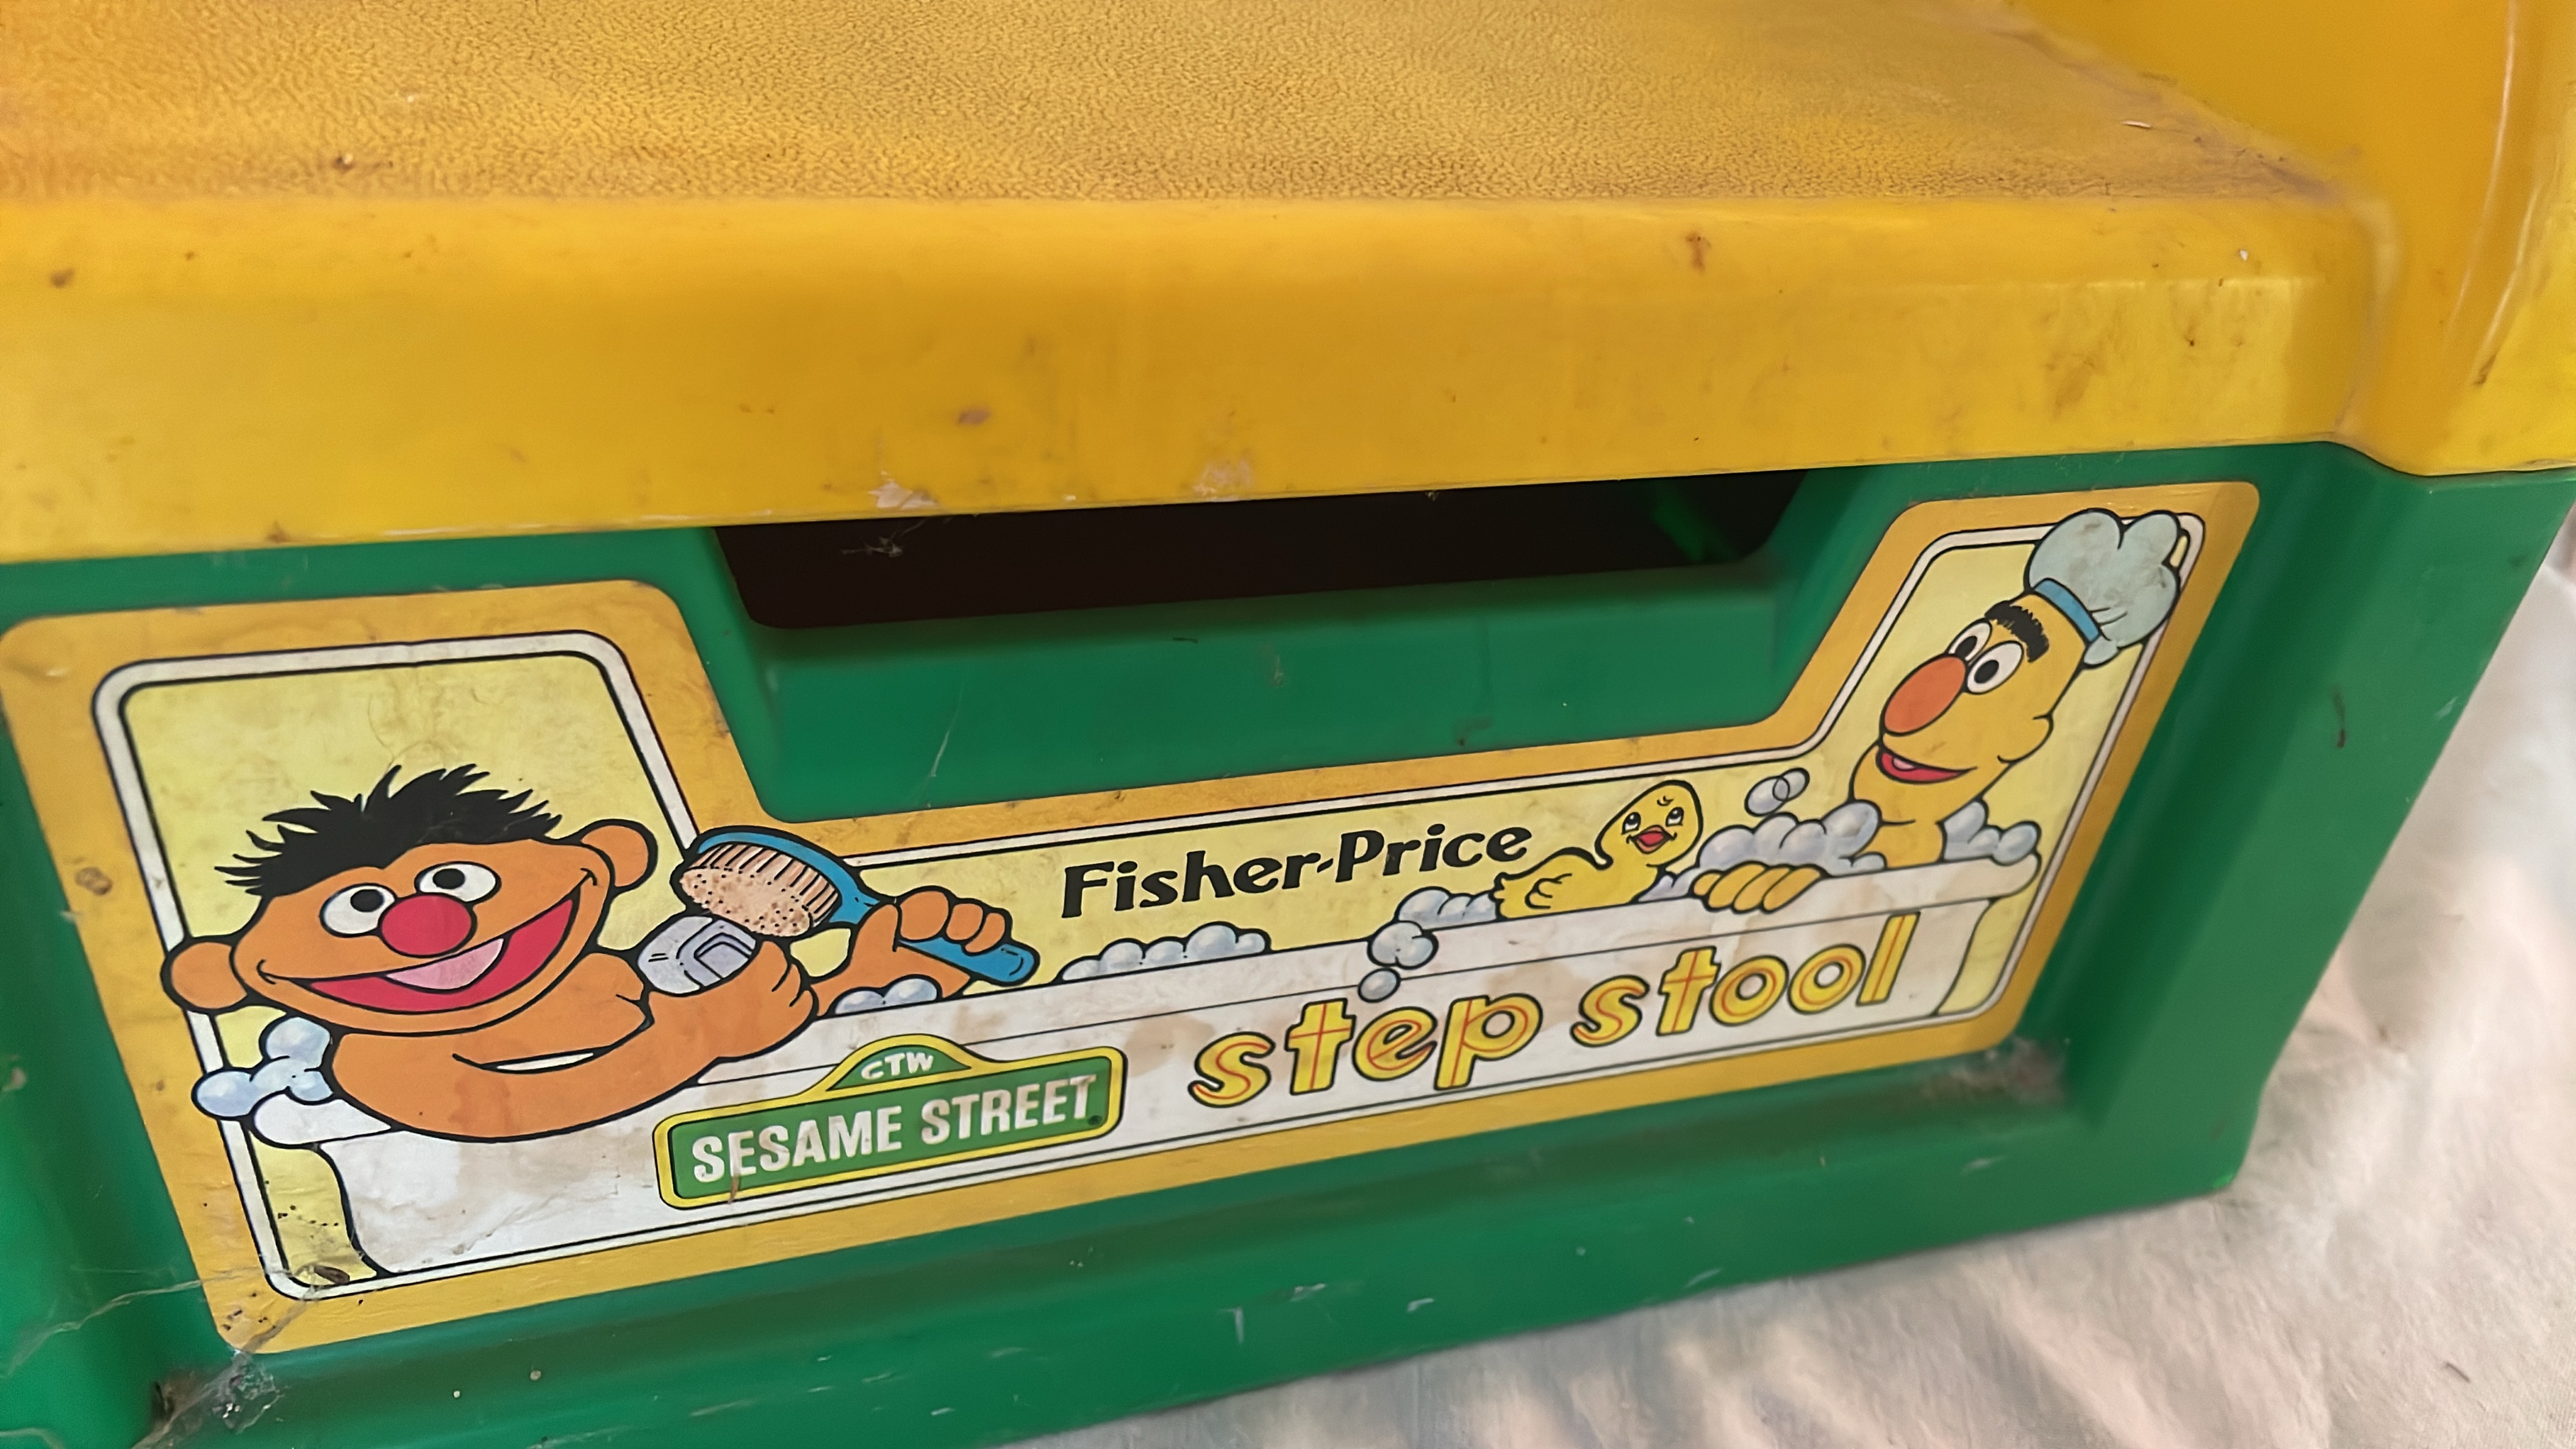 Fisher-Price
step stool
CTW
SESAME STREET